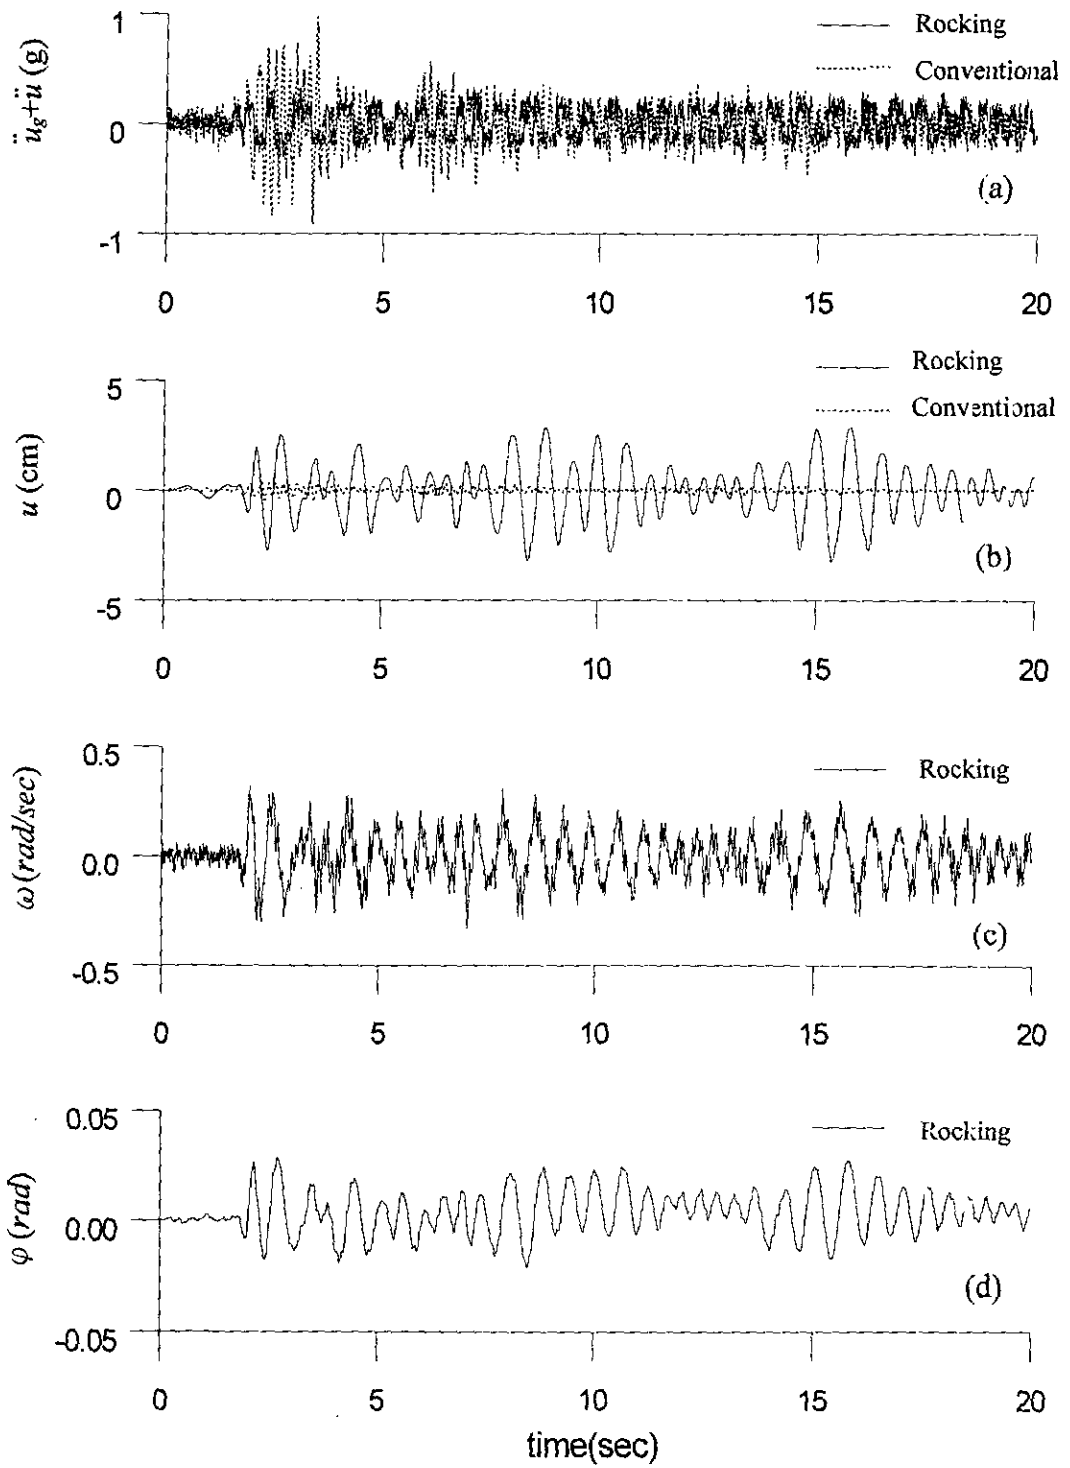 1
Rocking
Conventional
ü_g+ü (g)
0
(a)
-1
0 5 10 15 20
Rocking
5
Conventional
u (cm)
0
(b)
-5
0 5 10 15 20
0.5
Rocking
ω (rad/sec)
0.0
(c)
-0.5
0 5 10 15 20
0.05
Rocking
φ (rad)
0.00
(d)
-0.05
0 5 10 15 20
time(sec)